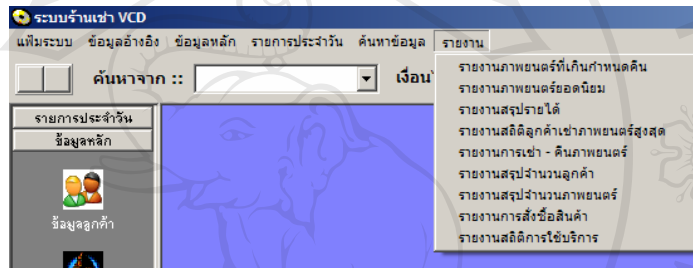 ระบบร้านเช่า VCD
แฟ้มระบบ ข้อมูลอ้างอิง ข้อมูลหลัก รายการประจำวัน ค้นหาข้อมูล รายงาน
ค้นหาจาก :: เงื่อน
รายงานภาพยนตร์ที่เกินกำหนดคืน
รายงานภาพยนตร์ยอดนิยม
รายงานสรุปรายได้
รายงานสถิติลูกค้าเช่าภาพยนตร์สูงสุด
รายงานการเช่า - คืนภาพยนตร์
รายงานสรุปจำนวนลูกค้า
รายงานสรุปจำนวนภาพยนตร์
รายงานการสั่งซื้อสินค้า
รายงานสถิติการใช้บริการ
รายการประจำวัน
ข้อมูลหลัก
ข้อมูลลูกค้า